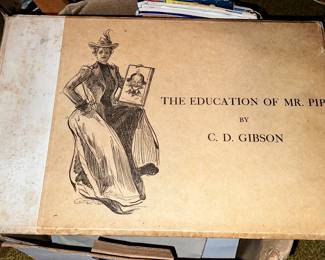 THE EDUCATION OF MR. PIP
BY
C. D. GIBSON